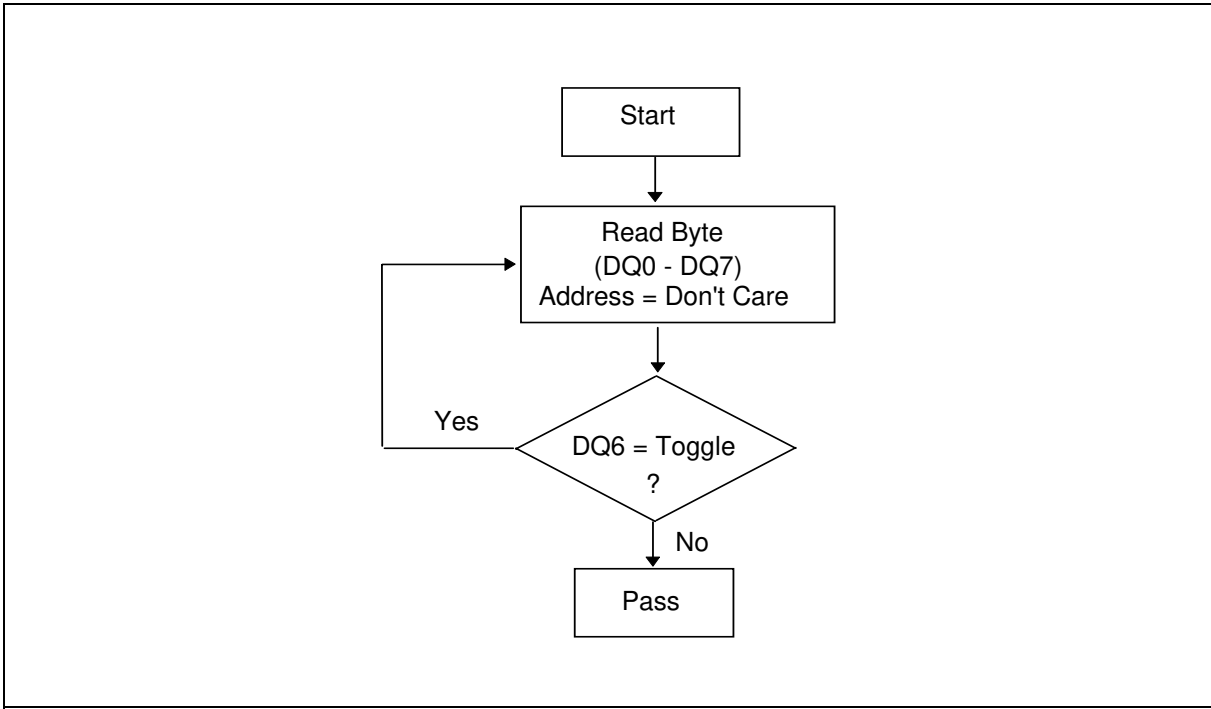 Start
Read Byte
(DQ0 - DQ7)
Address = Don't Care
Yes
DQ6 = Toggle
?
No
Pass